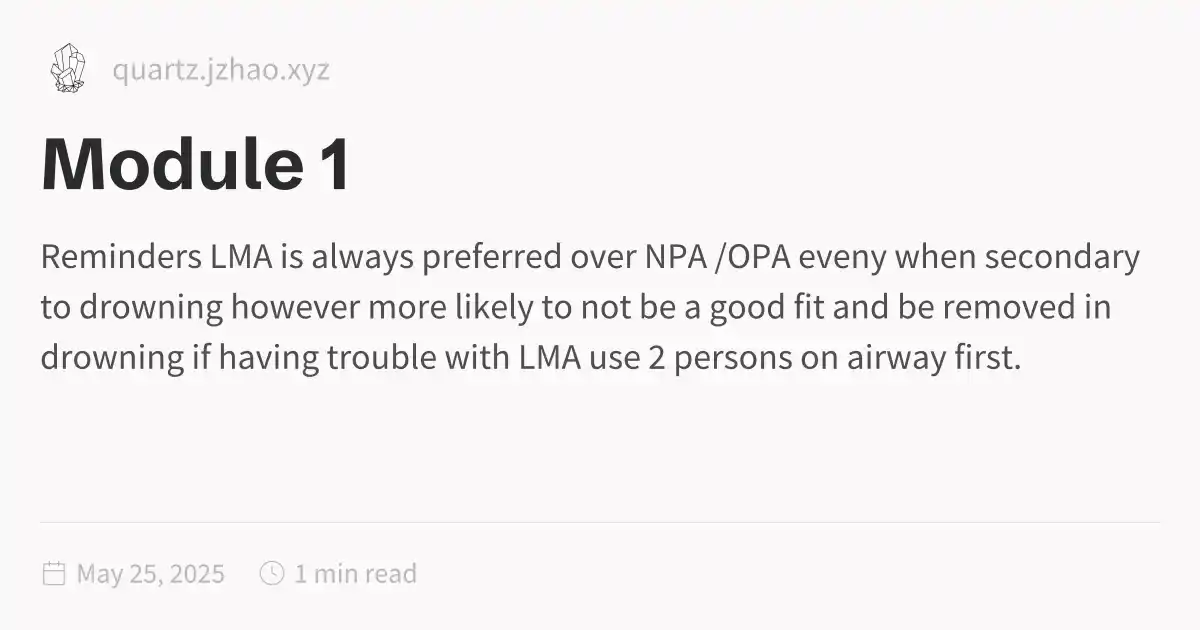 quartz.jzhao.xyz
Module 1
Reminders LMA is always preferred over NPA /OPA eveny when secondary
to drowning however more likely to not be a good fit and be removed in
drowning if having trouble with LMA use 2 persons on airway first.
May 25, 2025 1 min read